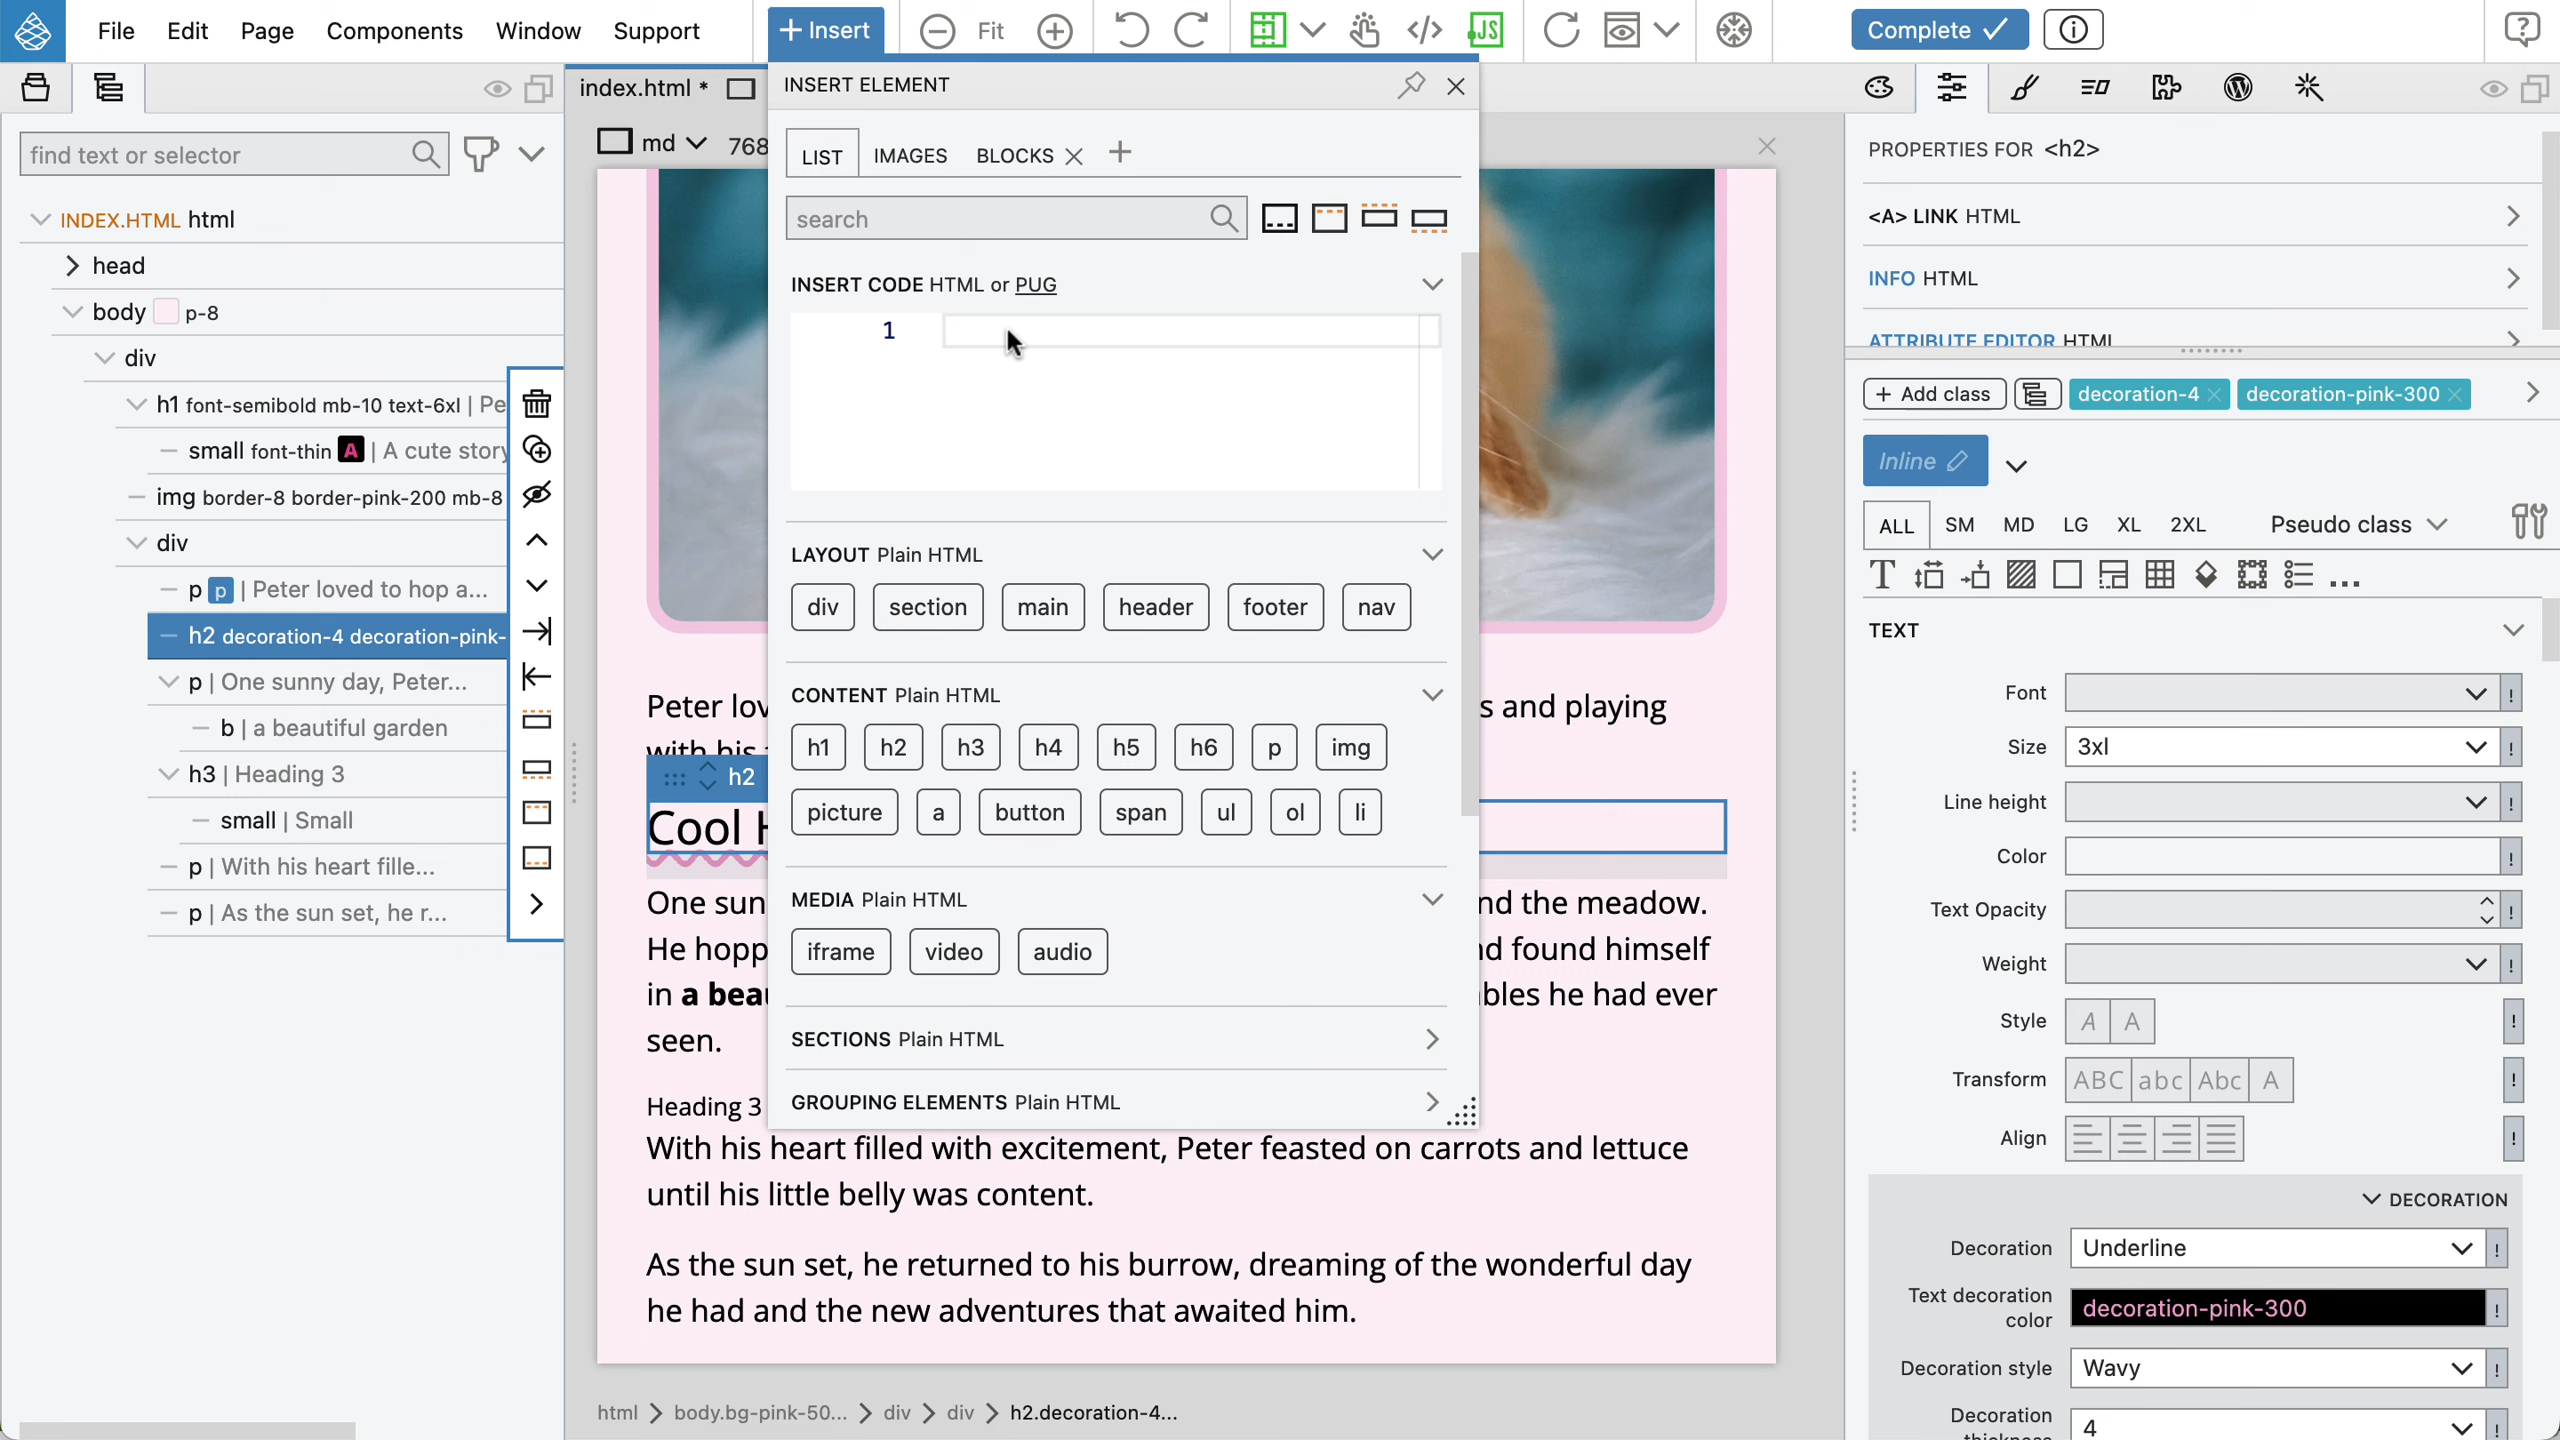 File Edit Page Components Window Support + Insert Fit JS Complete
index.html *
INSERT ELEMENT
find text or selector
md 768
LIST IMAGES BLOCKS
search
PROPERTIES FOR <h2>
<A> LINK HTML
INFO HTML
ATTRIBUTE EDITOR HTML
INDEX.HTML html
head
body p-8
div
h1 font-semibold mb-10 text-6xl | Pe
small font-thin A | A cute story
img border-8 border-pink-200 mb-8
div
p p | Peter loved to hop a...
h2 decoration-4 decoration-pink-
p | One sunny day, Peter...
b | a beautiful garden
h3 | Heading 3
small | Small
p | With his heart fille...
p | As the sun set, he r...
INSERT CODE HTML or PUG
1
LAYOUT Plain HTML
div section main header footer nav
CONTENT Plain HTML
h1 h2 h3 h4 h5 h6 p img
picture a button span ul ol li
MEDIA Plain HTML
iframe video audio
SECTIONS Plain HTML
GROUPING ELEMENTS Plain HTML
Peter lov s and playing
with his
h2
Cool H
One sun nd the meadow.
He hopp nd found himself
in a beau bles he had ever
seen.
Heading 3
With his heart filled with excitement, Peter feasted on carrots and lettuce
until his little belly was content.
As the sun set, he returned to his burrow, dreaming of the wonderful day
he had and the new adventures that awaited him.
html body.bg-pink-50... div div h2.decoration-4...
+ Add class decoration-4 decoration-pink-300
Inline
ALL SM MD LG XL 2XL Pseudo class
TEXT
Font !
Size 3xl !
Line height !
Color !
Text Opacity !
Weight !
Style A A !
Transform ABC abc Abc A !
Align !
DECORATION
Decoration Underline !
Text decoration
color decoration-pink-300 !
Decoration style Wavy !
Decoration
thickness 4 !